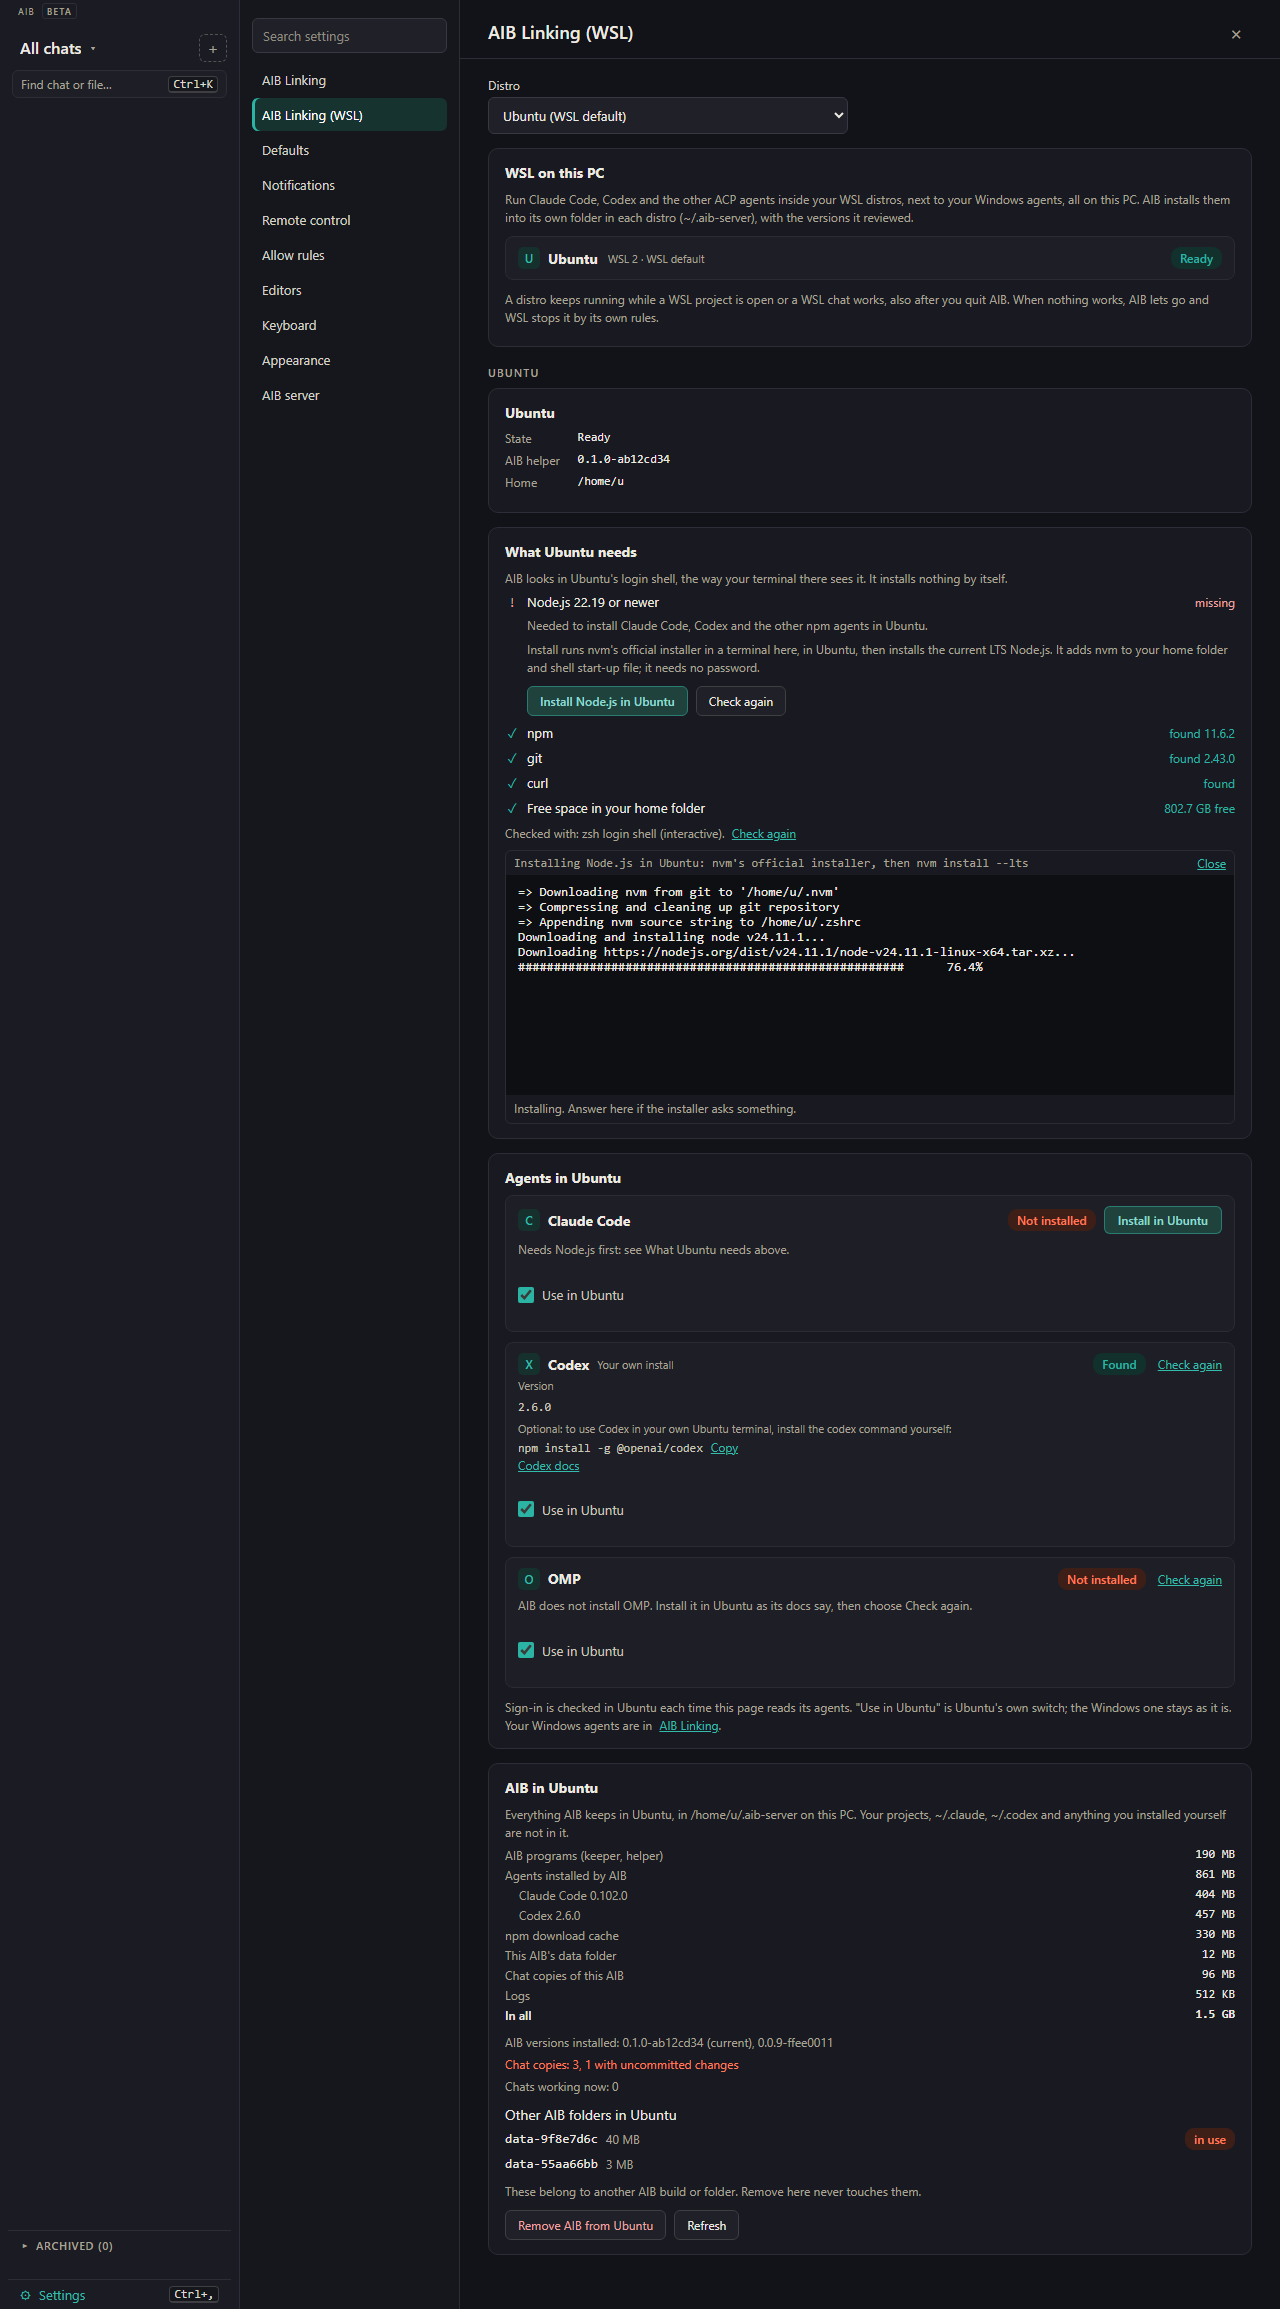 AIB BETA
All chats
+
Find chat or file... Ctrl+K
ARCHIVED (0)
Settings Ctrl+,
Search settings
AIB Linking
AIB Linking (WSL)
Defaults
Notifications
Remote control
Allow rules
Editors
Keyboard
Appearance
AIB server
AIB Linking (WSL)
×
Distro
Ubuntu (WSL default)
WSL on this PC
Run Claude Code, Codex and the other ACP agents inside your WSL distros, next to your Windows agents, all on this PC. AIB installs them
into its own folder in each distro (~/.aib-server), with the versions it reviewed.
U Ubuntu WSL 2 · WSL default Ready
A distro keeps running while a WSL project is open or a WSL chat works, also after you quit AIB. When nothing works, AIB lets go and
WSL stops it by its own rules.
UBUNTU
Ubuntu
State Ready
AIB helper 0.1.0-ab12cd34
Home /home/u
What Ubuntu needs
AIB looks in Ubuntu's login shell, the way your terminal there sees it. It installs nothing by itself.
! Node.js 22.19 or newer missing
Needed to install Claude Code, Codex and the other npm agents in Ubuntu.
Install runs nvm's official installer in a terminal here, in Ubuntu, then installs the current LTS Node.js. It adds nvm to your home folder
and shell start-up file; it needs no password.
Install Node.js in Ubuntu Check again
✓ npm found 11.6.2
✓ git found 2.43.0
✓ curl found
✓ Free space in your home folder 802.7 GB free
Checked with: zsh login shell (interactive). Check again
Installing Node.js in Ubuntu: nvm's official installer, then nvm install --lts Close
=> Downloading nvm from git to '/home/u/.nvm'
=> Compressing and cleaning up git repository
=> Appending nvm source string to /home/u/.zshrc
Downloading and installing node v24.11.1...
Downloading https://nodejs.org/dist/v24.11.1/node-v24.11.1-linux-x64.tar.xz...
###################################################### 76.4%
Installing. Answer here if the installer asks something.
Agents in Ubuntu
C Claude Code Not installed Install in Ubuntu
Needs Node.js first: see What Ubuntu needs above.
Use in Ubuntu
X Codex Your own install Found Check again
Version
2.6.0
Optional: to use Codex in your own Ubuntu terminal, install the codex command yourself:
npm install -g @openai/codex Copy
Codex docs
Use in Ubuntu
O OMP Not installed Check again
AIB does not install OMP. Install it in Ubuntu as its docs say, then choose Check again.
Use in Ubuntu
Sign-in is checked in Ubuntu each time this page reads its agents. "Use in Ubuntu" is Ubuntu's own switch; the Windows one stays as it is.
Your Windows agents are in AIB Linking.
AIB in Ubuntu
Everything AIB keeps in Ubuntu, in /home/u/.aib-server on this PC. Your projects, ~/.claude, ~/.codex and anything you installed yourself
are not in it.
AIB programs (keeper, helper) 190 MB
Agents installed by AIB 861 MB
Claude Code 0.102.0 404 MB
Codex 2.6.0 457 MB
npm download cache 330 MB
This AIB's data folder 12 MB
Chat copies of this AIB 96 MB
Logs 512 KB
In all 1.5 GB
AIB versions installed: 0.1.0-ab12cd34 (current), 0.0.9-ffee0011
Chat copies: 3, 1 with uncommitted changes
Chats working now: 0
Other AIB folders in Ubuntu
data-9f8e7d6c 40 MB in use
data-55aa66bb 3 MB
These belong to another AIB build or folder. Remove here never touches them.
Remove AIB from Ubuntu Refresh